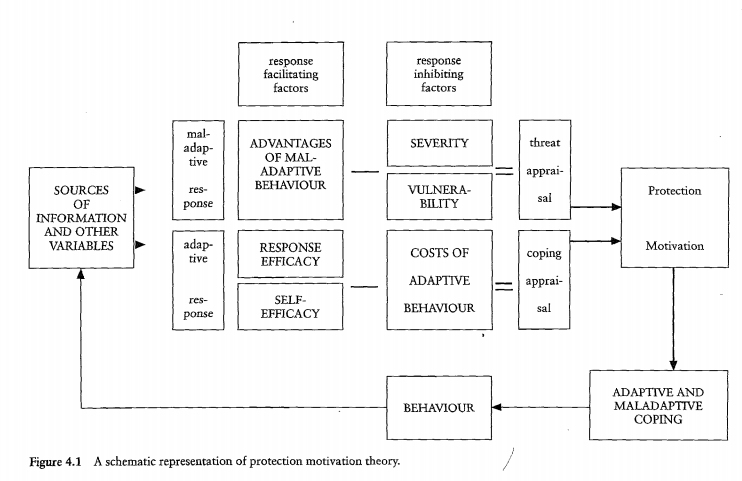 response
facilitating
factors
response
inhibiting
factors
mal-
adap-
tive
res-
ponse
ADVANTAGES
OF MAL-
ADAPTIVE
BEHAVIOUR
SEVERITY
VULNERA-
BILITY
threat
apprai-
sal
SOURCES
OF
INFORMATION
AND OTHER
VARIABLES
Protection
Motivation
adap-
tive
res-
ponse
RESPONSE
EFFICACY
SELF-
EFFICACY
COSTS OF
ADAPTIVE
BEHAVIOUR
coping
apprai-
sal
BEHAVIOUR
ADAPTIVE AND
MALADAPTIVE
COPING
Figure 4.1 A schematic representation of protection motivation theory.